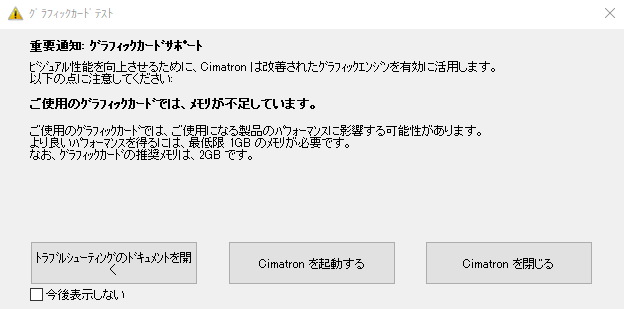 グラフィックカード テスト
重要通知: グラフィックカードサポート
ビジュアル性能を向上させるために、Cimatron は改善されたグラフィックエンジンを有効に活用します。
以下の点に注意してください:
ご使用のグラフィックカードでは、メモリが不足しています。
ご使用のグラフィックカードでは、ご使用になる製品のパフォーマンスに影響する可能性があります。
より良いパフォーマンスを得るには、最低限 1GB のメモリが必要です。
なお、グラフィックカードの推奨メモリは、2GB です。
トラブルシューティングのドキュメントを開
く
Cimatron を起動する
Cimatron を閉じる
今後表示しない